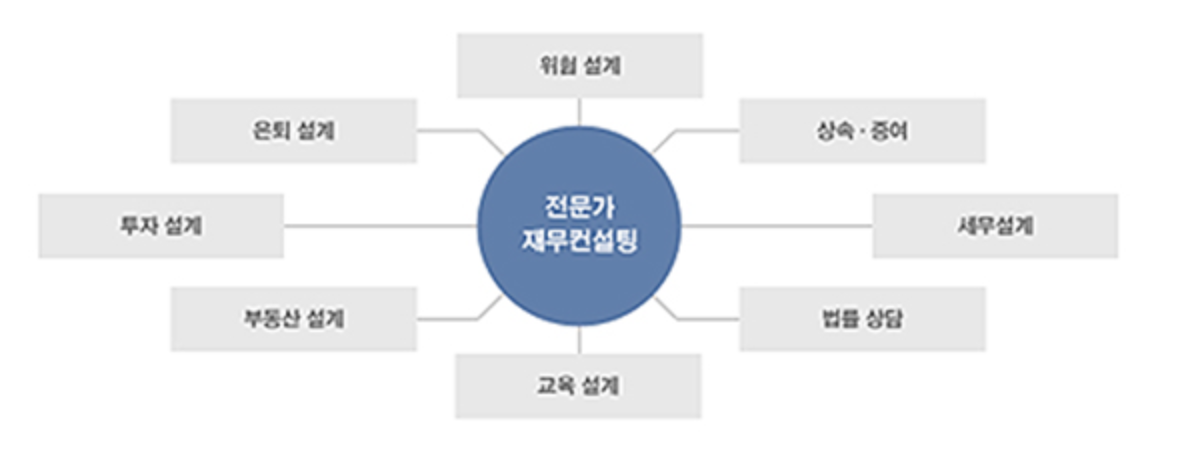 위험 설계
은퇴 설계
상속 · 증여
전문가
재무컨설팅
투자 설계
세무설계
부동산 설계
법률 상담
교육 설계